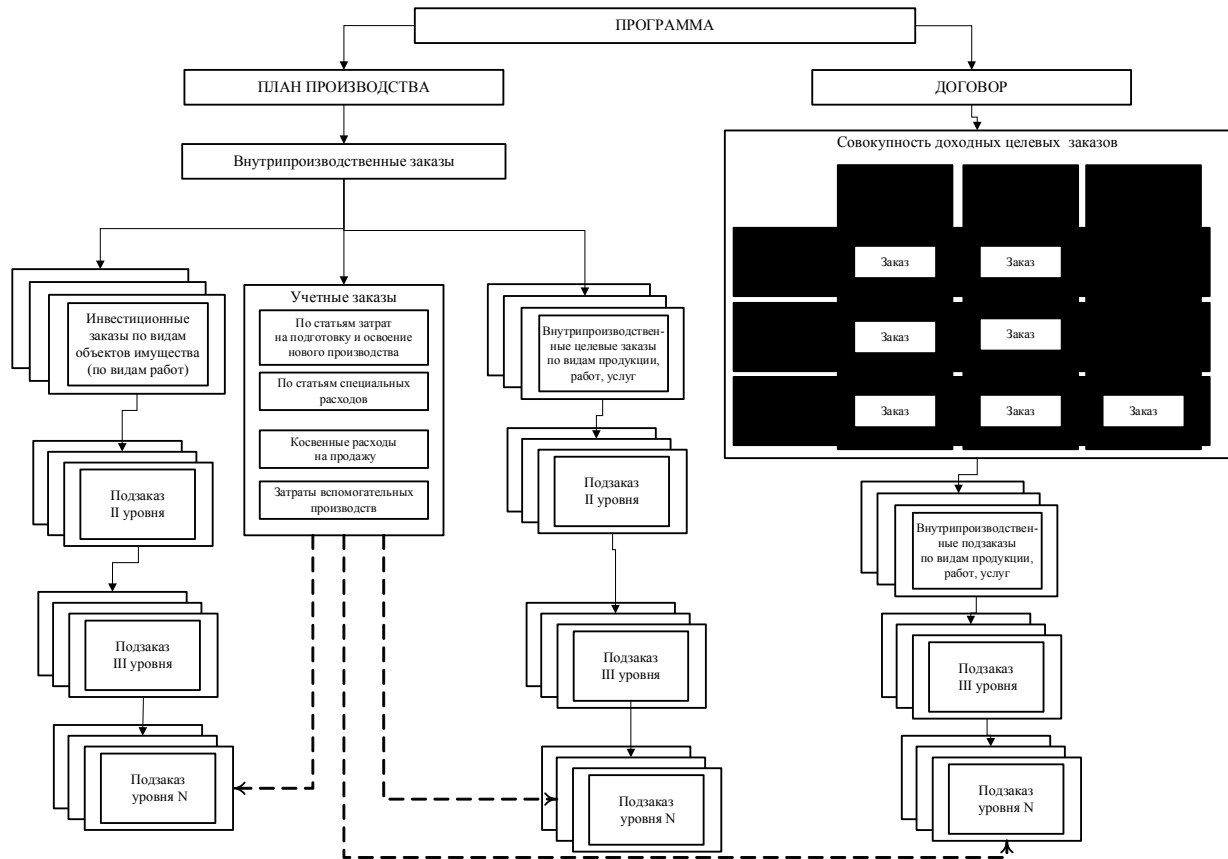 ПРОГРАММА
ПЛАН ПРОИЗВОДСТВА
ДОГОВОР
Внутрипроизводственные заказы
Совокупность доходных целевых заказов
Заказ
Заказ
Заказ
Заказ
Заказ
Заказ
Заказ
Инвестиционные
заказы по видам
объектов имущества
(по видам работ)
Подзаказ
II уровня
Подзаказ
III уровня
Подзаказ
уровня N
Учетные заказы
По статьям затрат
на подготовку и освоение
нового производства
По статьям специальных
расходов
Косвенные расходы
на продажу
Затраты вспомогательных
производств
Внутрипроизводствен-
ные целевые заказы
по видам продукции,
работ, услуг
Подзаказ
II уровня
Подзаказ
III уровня
Подзаказ
уровня N
Внутрипроизводствен-
ные подзаказы
по видам продукции,
работ, услуг
Подзаказ
III уровня
Подзаказ
уровня N